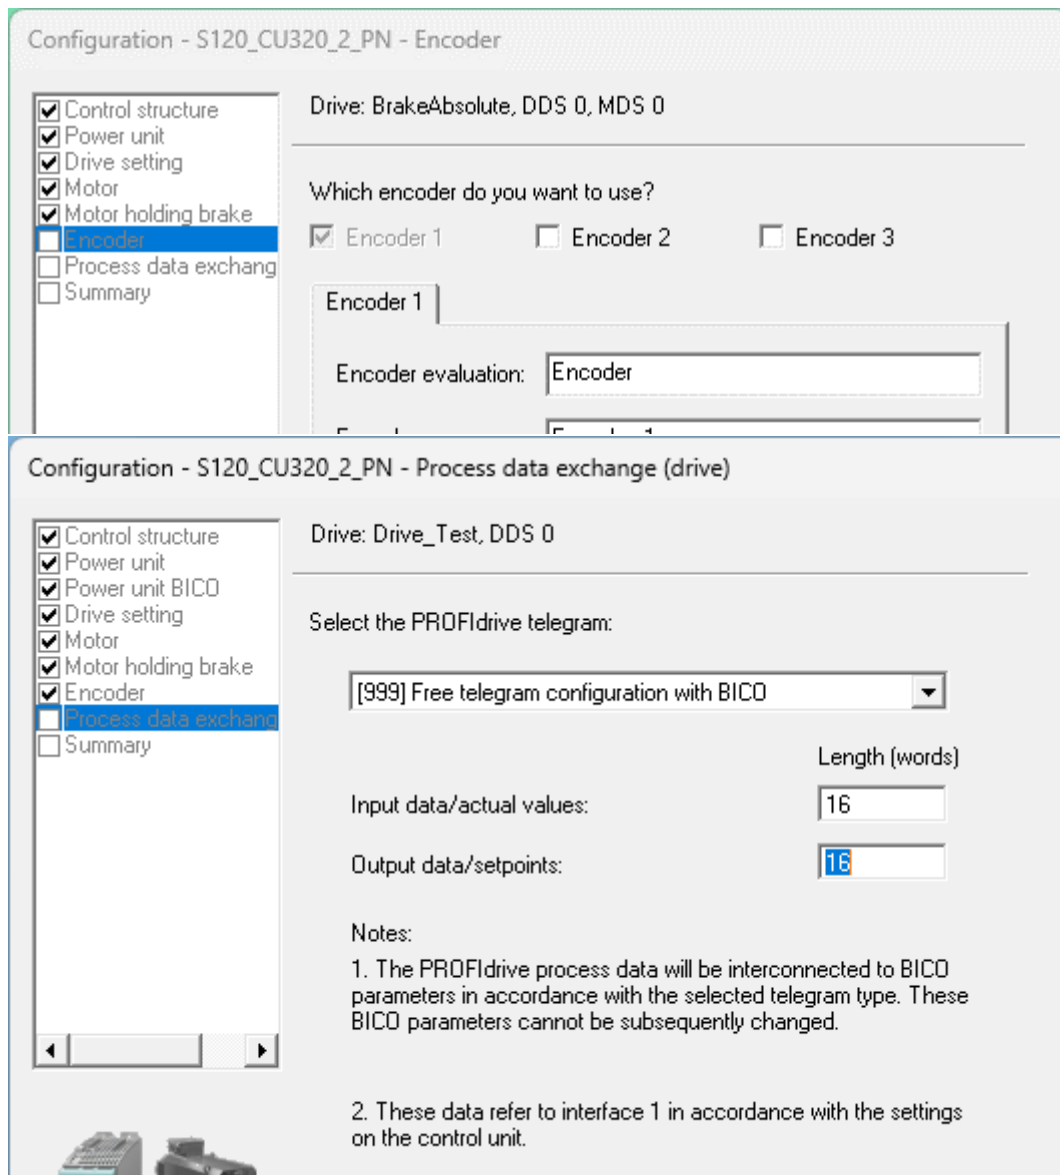 Configuration - S120_CU320_2_PN - Encoder
Control structure
Power unit
Drive setting
Motor
Motor holding brake
Encoder
Process data exchang
Summary
Drive: BrakeAbsolute, DDS 0, MDS 0
Which encoder do you want to use?
Encoder 1 Encoder 2 Encoder 3
Encoder 1
Encoder evaluation: Encoder
Configuration - S120_CU320_2_PN - Process data exchange (drive)
Control structure
Power unit
Power unit BICO
Drive setting
Motor
Motor holding brake
Encoder
Process data exchang
Summary
Drive: Drive_Test, DDS 0
Select the PROFIdrive telegram:
[999] Free telegram configuration with BICO
Length (words)
Input data/actual values: 16
Output data/setpoints: 16
Notes:
1. The PROFIdrive process data will be interconnected to BICO
parameters in accordance with the selected telegram type. These
BICO parameters cannot be subsequently changed.
2. These data refer to interface 1 in accordance with the settings
on the control unit.